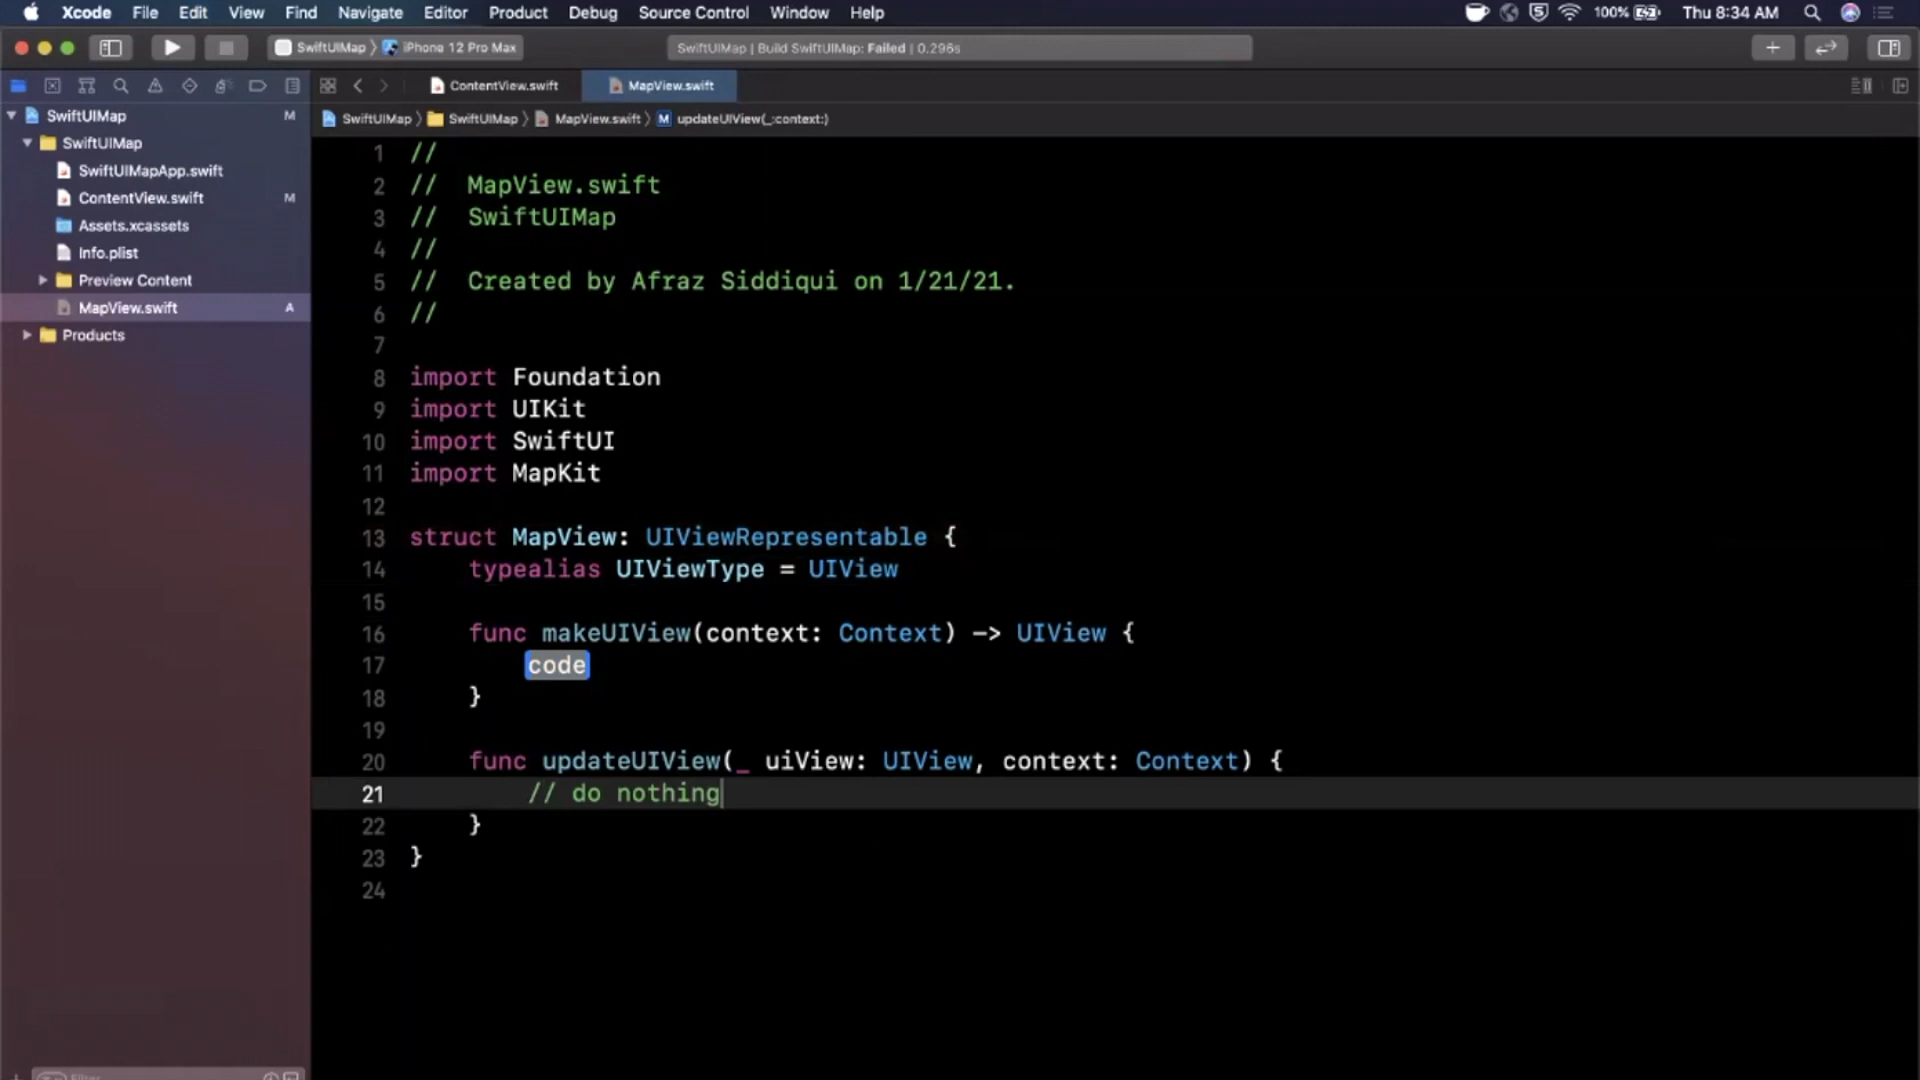 Xcode File Edit View Find Navigate Editor Product Debug Source Control Window Help 100% Thu 8:34 AM
SwiftUIMap 〉 iPhone 12 Pro Max SwiftUIMap | Build SwiftUIMap: Failed | 0.296s
ContentView.swift MapView.swift
SwiftUIMap 〉 SwiftUIMap 〉 MapView.swift 〉 M updateUIView(_:context:)
SwiftUIMap M
SwiftUIMap
SwiftUIMapApp.swift
ContentView.swift M
Assets.xcassets
Info.plist
Preview Content
MapView.swift A
Products
Filter
1 //
2 //  MapView.swift
3 //  SwiftUIMap
4 //
5 //  Created by Afraz Siddiqui on 1/21/21.
6 //
7
8 import Foundation
9 import UIKit
10 import SwiftUI
11 import MapKit
12
13 struct MapView: UIViewRepresentable {
14     typealias UIViewType = UIView
15
16     func makeUIView(context: Context) -> UIView {
17         code
18     }
19
20     func updateUIView(_ uiView: UIView, context: Context) {
21         // do nothing
22     }
23 }
24